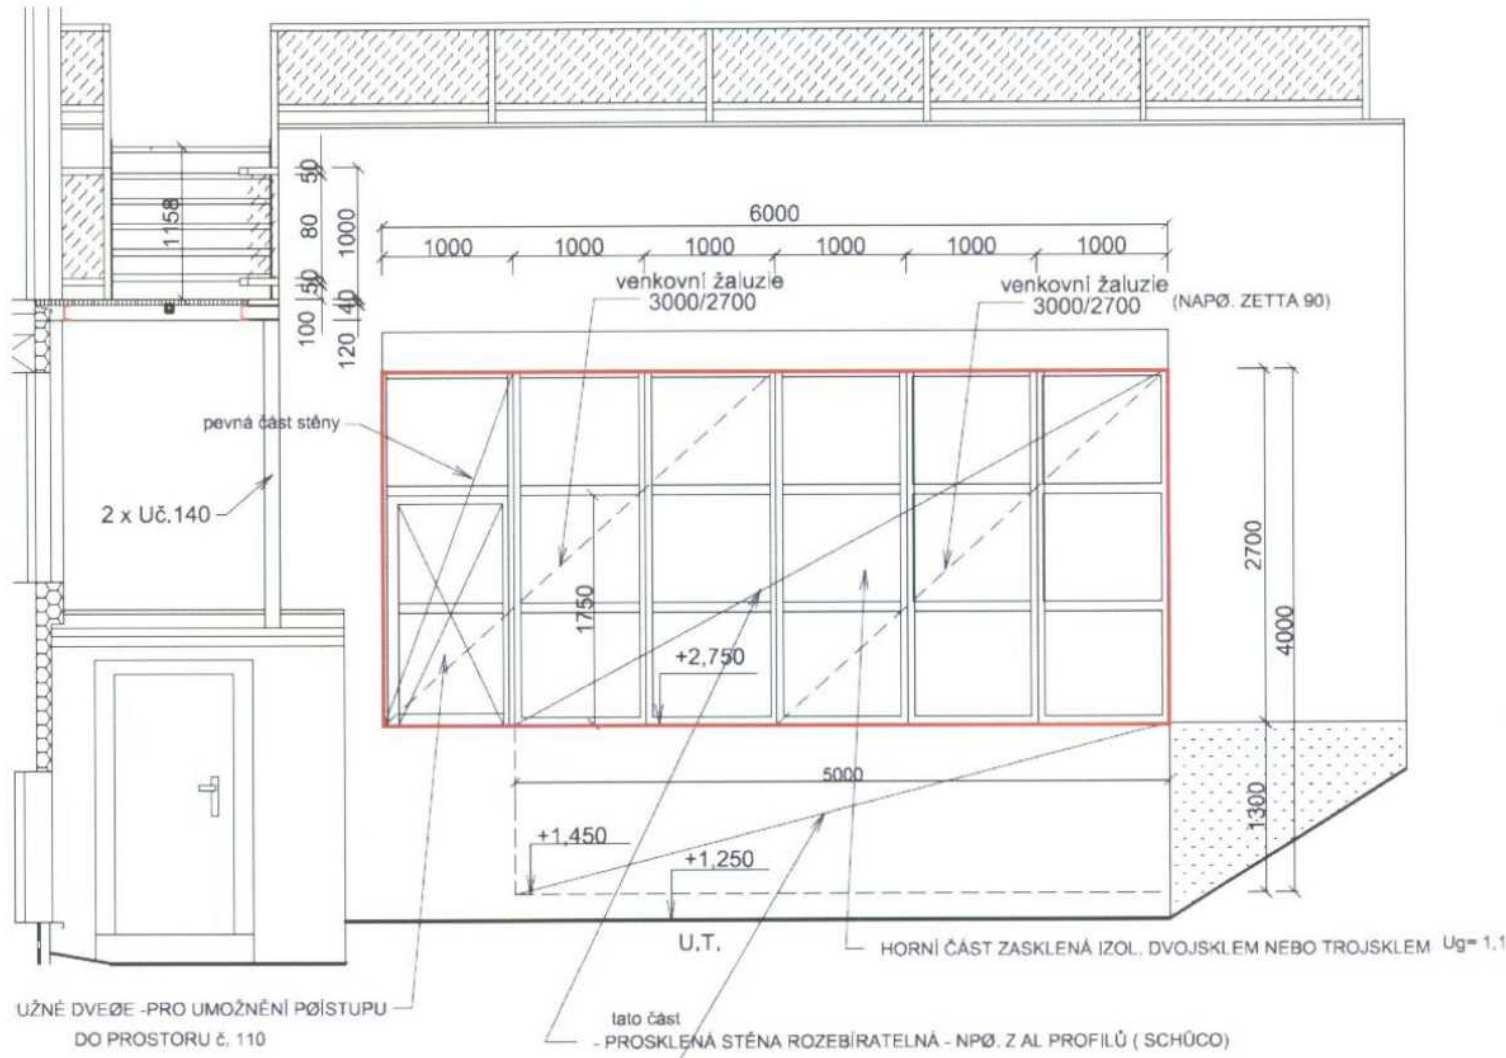 6000
1000 1000 1000 1000 1000 1000
venkovní žaluzie
3000/2700
venkovní žaluzie
3000/2700 (NAPØ. ZETTA 90)
1158
50
80
50
100
1000
40
120
pevná část stěny
2 x Uč.140
1750
+2,750
2700
4000
1300
5000
+1,450
+1,250
U.T.
HORNÍ ČÁST ZASKLENÁ IZOL. DVOJSKLEM NEBO TROJSKLEM Ug= 1,1
UŽNÉ DVEØE -PRO UMOŽNĚNÍ PØÍSTUPU
DO PROSTORU č. 110
tato část
- PROSKLENÁ STĚNA ROZEBÍRATELNÁ - NPØ. Z AL PROFILŮ ( SCHÜCO)